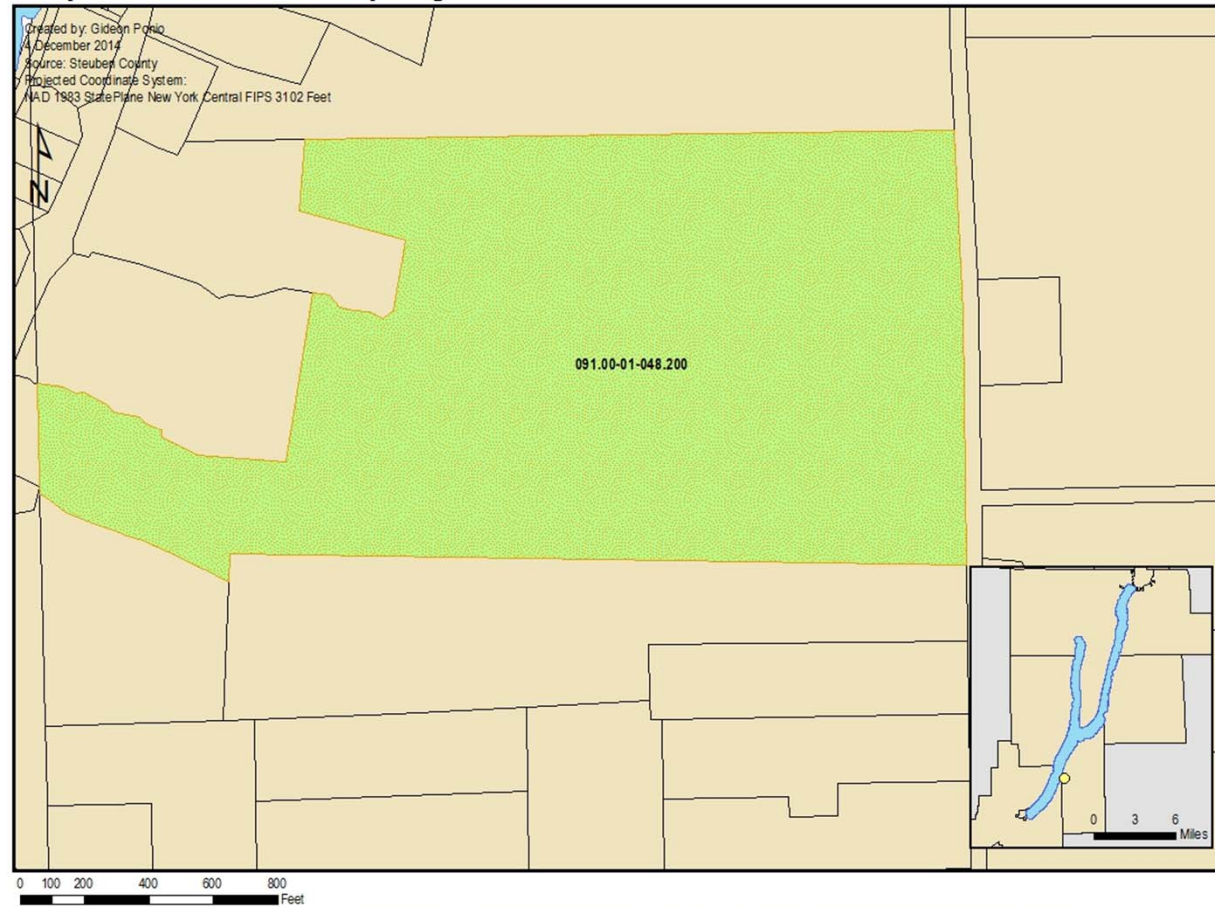 Created by: Gideon Ponio
4 December 2014
Source: Steuben County
Projected Coordinate System:
NAD 1983 StatePlane New York Central FIPS 3102 Feet
N
091.00-01-048.200
0 3 6
Miles
0 100 200 400 600 800
Feet